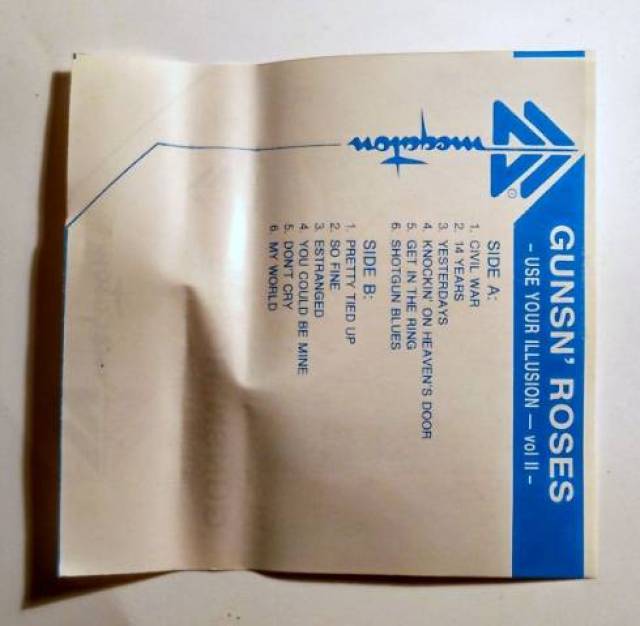 megaton
GUNSN' ROSES
- USE YOUR ILLUSION - vol II -
SIDE A:
1. CIVIL WAR
2. 14 YEARS
3. YESTERDAYS
4. KNOCKIN' ON HEAVEN'S DOOR
5. GET IN THE RING
6. SHOTGUN BLUES
SIDE B:
1. PRETTY TIED UP
2. SO FINE
3. ESTRANGED
4. YOU COULD BE MINE
5. DON'T CRY
6. MY WORLD